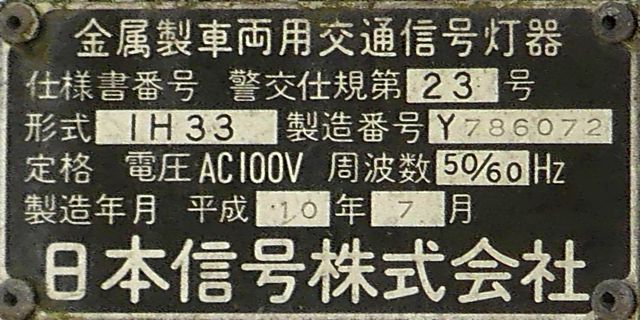 金属製車両用交通信号灯器
仕様書番号 警交仕規第 23 号
形式 1H33 製造番号 Y786072
定格 電圧 AC100V 周波数 50/60 Hz
製造年月 平成 10 年 7 月
日本信号株式会社